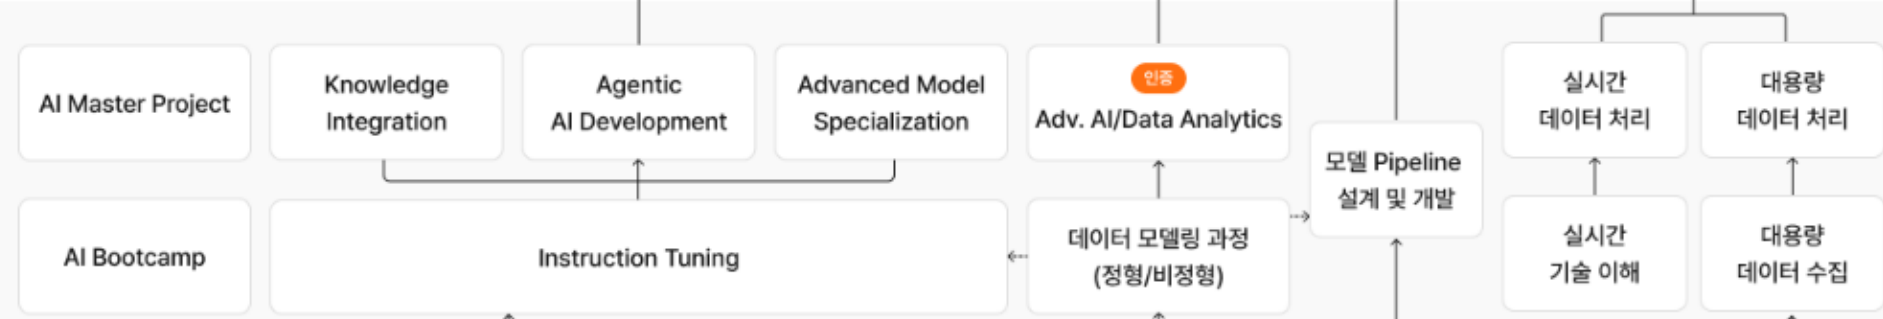 AI Master Project
Knowledge
Integration
Agentic
AI Development
Advanced Model
Specialization
인증
Adv. AI/Data Analytics
모델 Pipeline
설계 및 개발
실시간
데이터 처리
대용량
데이터 처리
AI Bootcamp
Instruction Tuning
데이터 모델링 과정
(정형/비정형)
실시간
기술 이해
대용량
데이터 수집